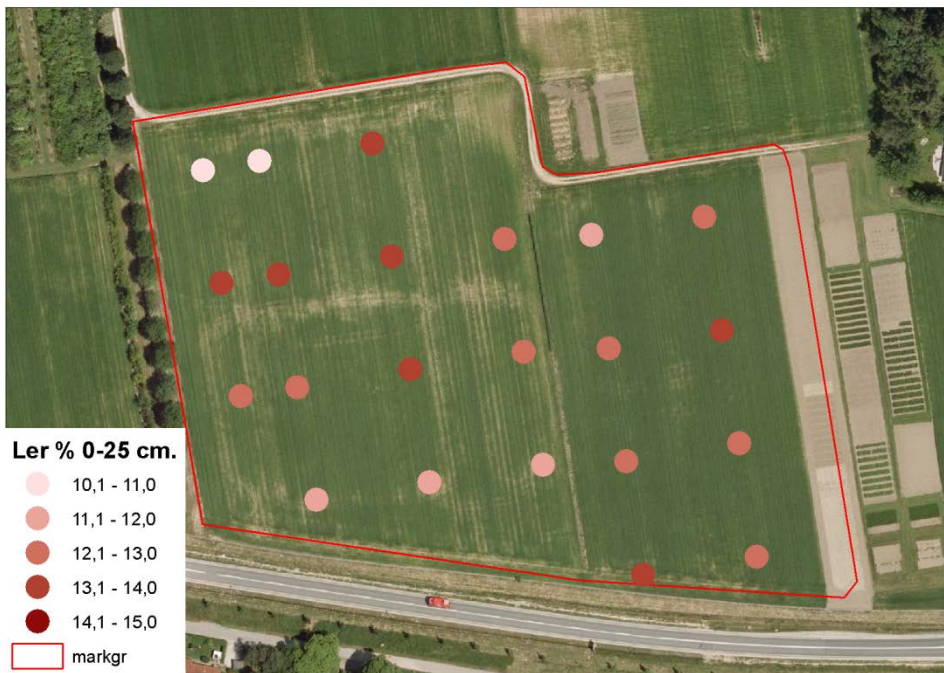 Ler % 0-25 cm.
10,1 - 11,0
11,1 - 12,0
12,1 - 13,0
13,1 - 14,0
14,1 - 15,0
markgr